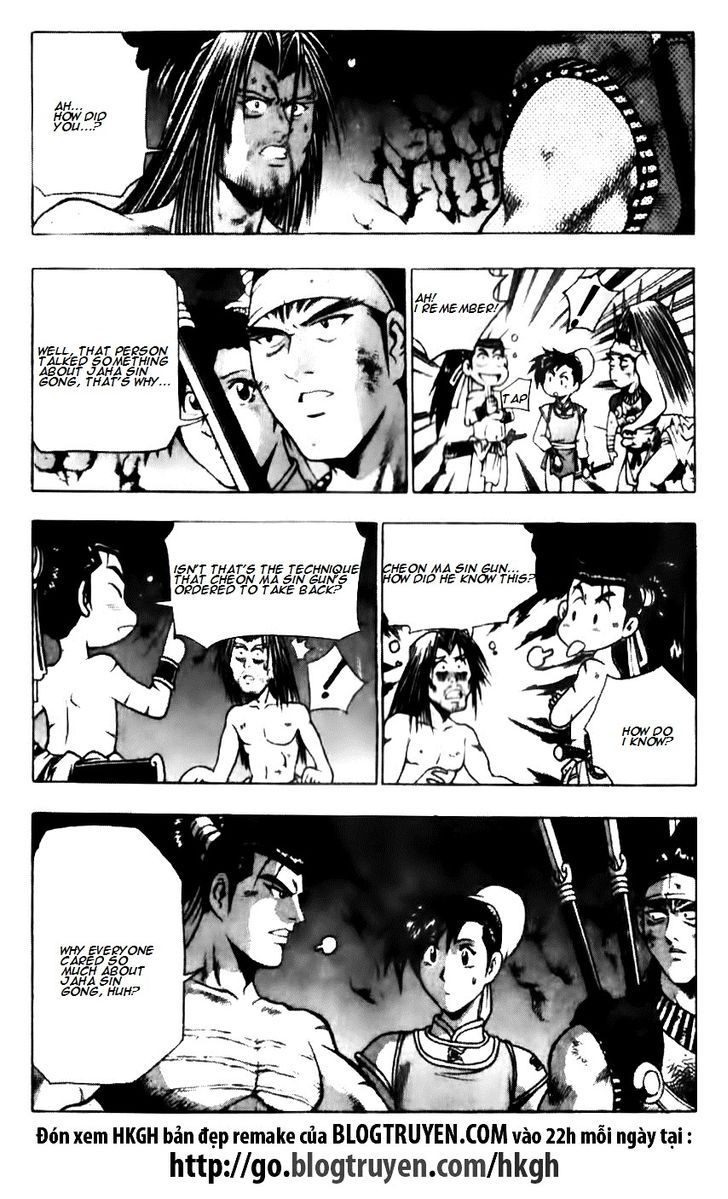 AH...
HOW DID
YOU...?
WELL, THAT PERSON
TALKED SOMETHING
ABOUT JAHA SIN
GONG, THAT'S WHY...
AH!
I REMEMBER!
!
TAP
ISN'T THAT'S THE TECHNIQUE
THAT CHEON MA SIN GUN'S
ORDERED TO TAKE BACK?
!
CHEON MA SIN GUN...
HOW DID HE KNOW THIS?
HOW DO
I KNOW?
WHY EVERYONE
CARED SO
MUCH ABOUT
JAHA SIN
GONG, HUH?
Đón xem HKGH bản đẹp remake của BLOGTRUYEN.COM vào 22h mỗi ngày tại :
http://go.blogtruyen.com/hkgh